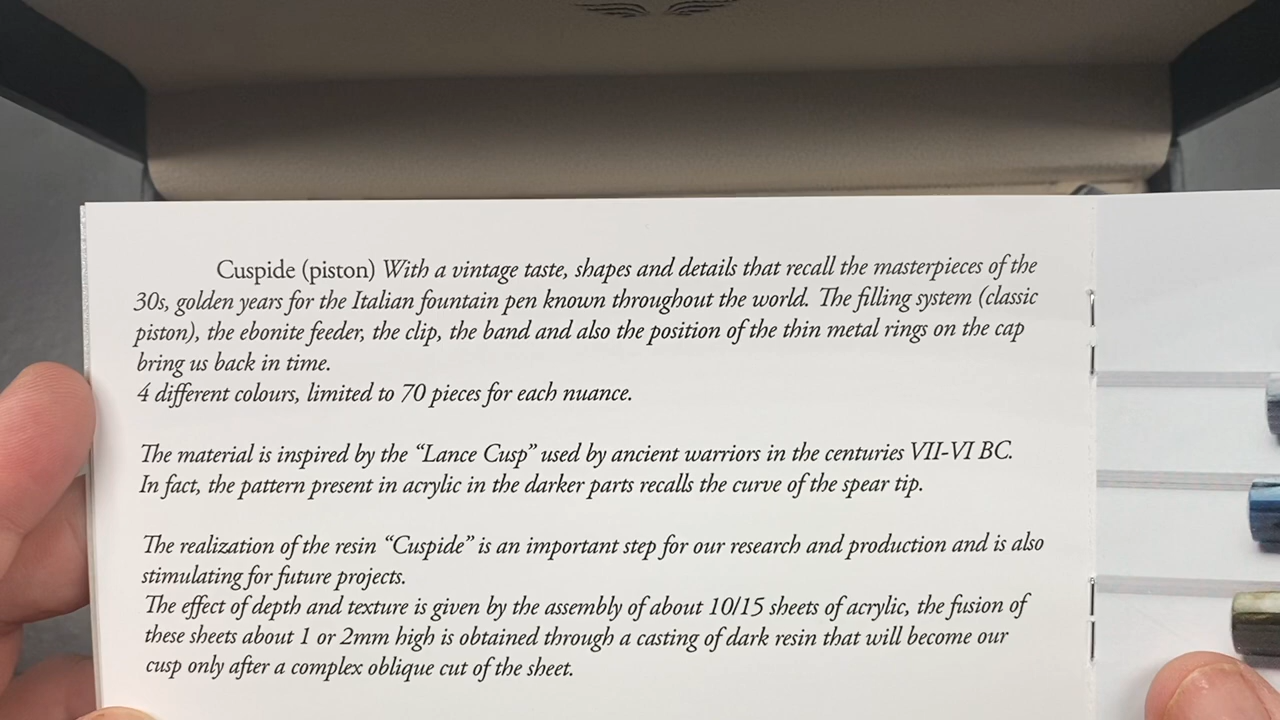 Cuspide (piston) With a vintage taste, shapes and details that recall the masterpieces of the
30s, golden years for the Italian fountain pen known throughout the world. The filling system (classic
piston), the ebonite feeder, the clip, the band and also the position of the thin metal rings on the cap
bring us back in time.
4 different colours, limited to 70 pieces for each nuance.
The material is inspired by the “Lance Cusp” used by ancient warriors in the centuries VII-VI BC.
In fact, the pattern present in acrylic in the darker parts recalls the curve of the spear tip.
The realization of the resin “Cuspide” is an important step for our research and production and is also
stimulating for future projects.
The effect of depth and texture is given by the assembly of about 10/15 sheets of acrylic, the fusion of
these sheets about 1 or 2mm high is obtained through a casting of dark resin that will become our
cusp only after a complex oblique cut of the sheet.